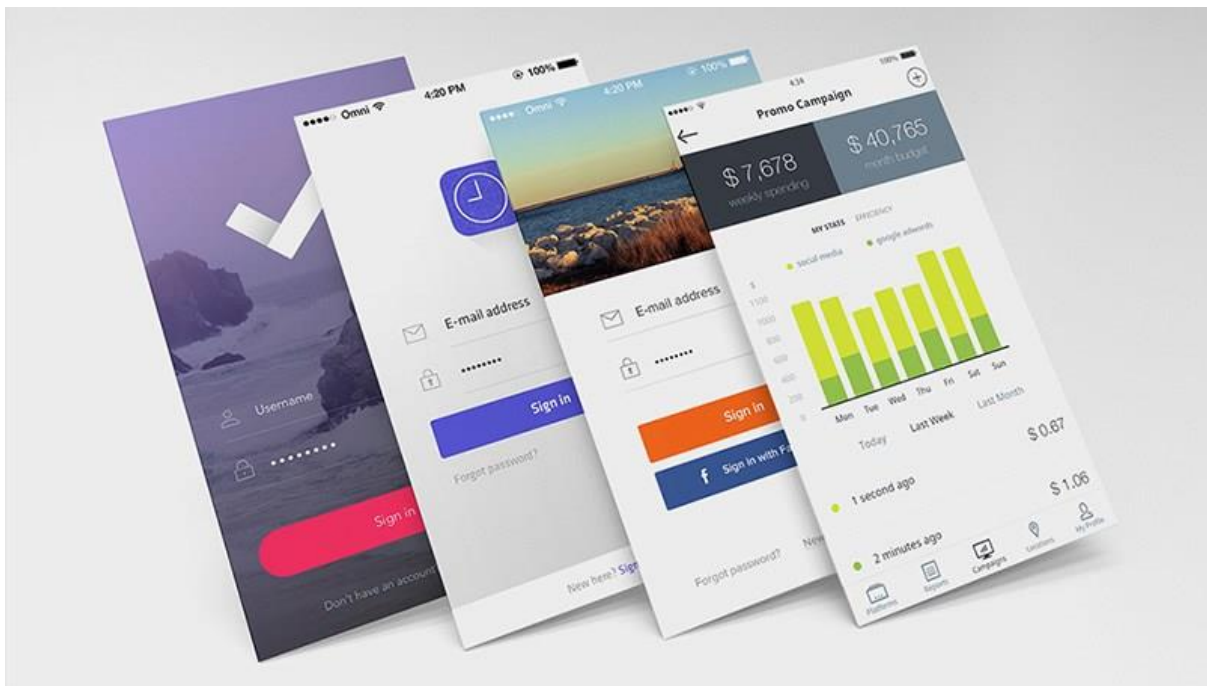 Username
••••••••
Sign in
Don't have an account
Omni 4:20 PM 100%
E-mail address
••••••••
Sign in
Forgot password?
New here? Sign
Omni 4:20 PM 100%
E-mail address
••••••••
Sign in
f Sign in with Fa
Forgot password? New
4:34 100%
Promo Campaign
$ 7,678
weekly spending
$ 40,765
month budget
MY STATS EFFICIENCY
social media google adwords
$
1100
1000
800
600
400
200
0
Mon Tue Wed Thu Fri Sat Sun
Today Last Week Last Month
1 second ago $ 0.67
2 minutes ago $ 1.06
Platforms Reports Campaigns Locations My Profile